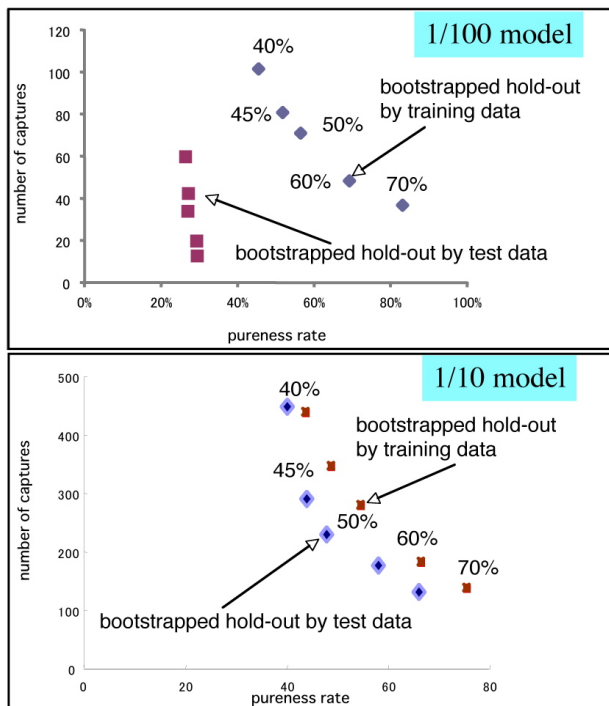 1/100 model
120
100
80
60
40
20
0
number of captures
40%
45%
50%
60%
70%
bootstrapped hold-out
by training data
bootstrapped hold-out by test data
0%
20%
40%
60%
80%
100%
pureness rate
1/10 model
500
400
300
200
100
0
number of captures
40%
45%
50%
60%
70%
bootstrapped hold-out
by training data
bootstrapped hold-out by test data
0
20
40
60
80
pureness rate